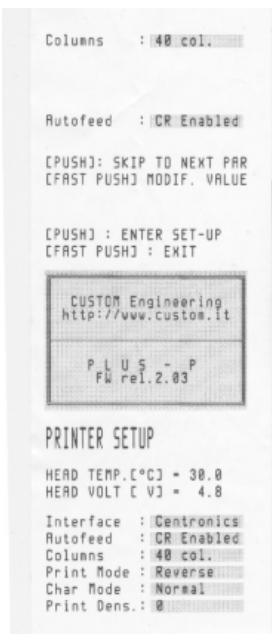 Columns : 40 col.
Autofeed : CR Enabled
[PUSH]: SKIP TO NEXT PAR
[FAST PUSH] MODIF. VALUE
[PUSH] : ENTER SET-UP
[FAST PUSH] : EXIT
CUSTOM Engineering
http://www.custom.it
P L U S - P
FW rel.2.03
PRINTER SETUP
HEAD TEMP.[°C] = 30.0
HEAD VOLT [ V] = 4.8
Interface : Centronics
Autofeed : CR Enabled
Columns : 40 col.
Print Mode : Reverse
Char Mode : Normal
Print Dens.: 0